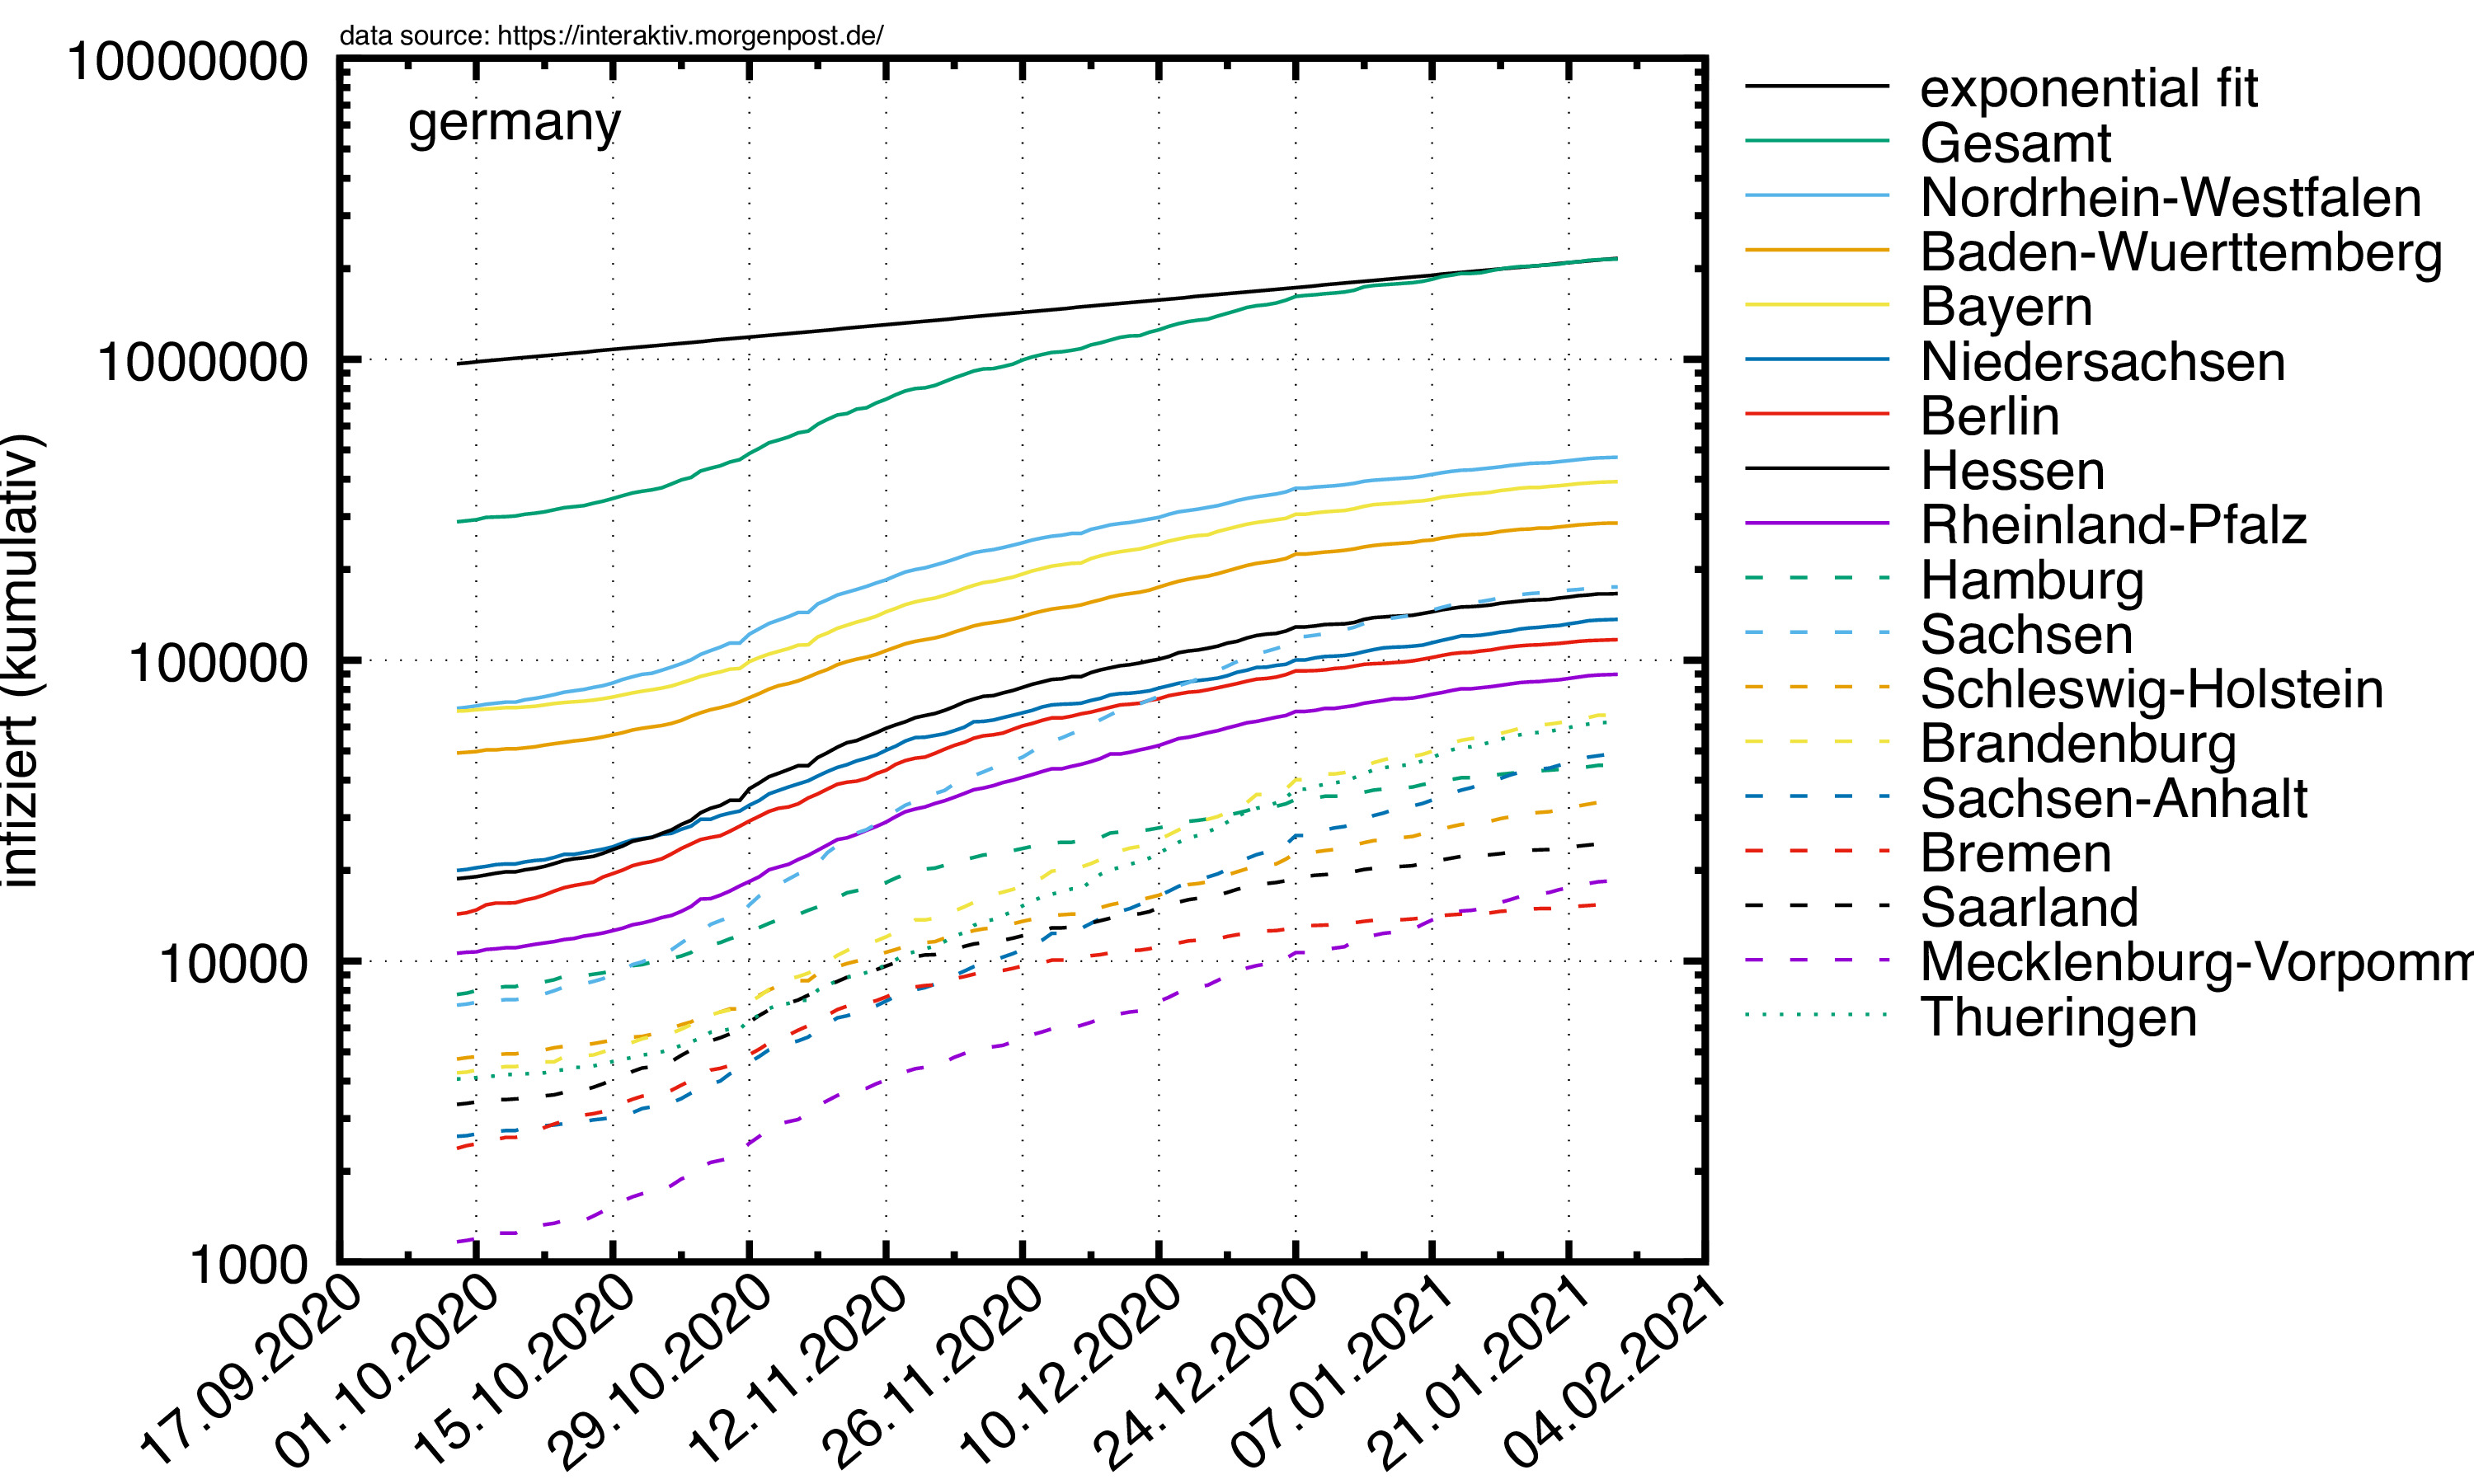 data source: https://interaktiv.morgenpost.de/
germany
infiziert (kumulativ)
10000000
1000000
100000
10000
1000
17.09.2020
01.10.2020
15.10.2020
29.10.2020
12.11.2020
26.11.2020
10.12.2020
24.12.2020
07.01.2021
21.01.2021
04.02.2021
exponential fit
Gesamt
Nordrhein-Westfalen
Baden-Wuerttemberg
Bayern
Niedersachsen
Berlin
Hessen
Rheinland-Pfalz
Hamburg
Sachsen
Schleswig-Holstein
Brandenburg
Sachsen-Anhalt
Bremen
Saarland
Mecklenburg-Vorpomm
Thueringen